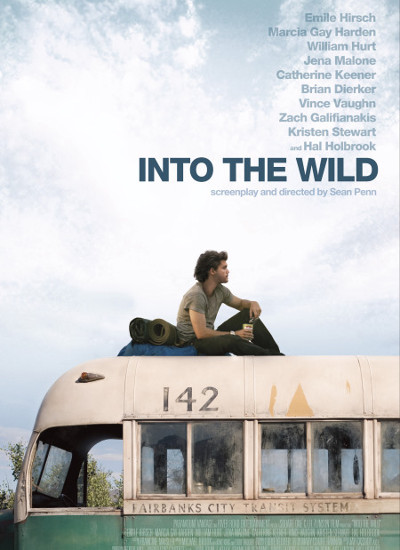 Emile Hirsch
Marcia Gay Harden
William Hurt
Jena Malone
Catherine Keener
Brian Dierker
Vince Vaughn
Zach Galifianakis
Kristen Stewart
and Hal Holbrook
INTO THE WILD
screenplay and directed by Sean Penn
142
FAIRBANKS CITY TRANSIT SYSTEM